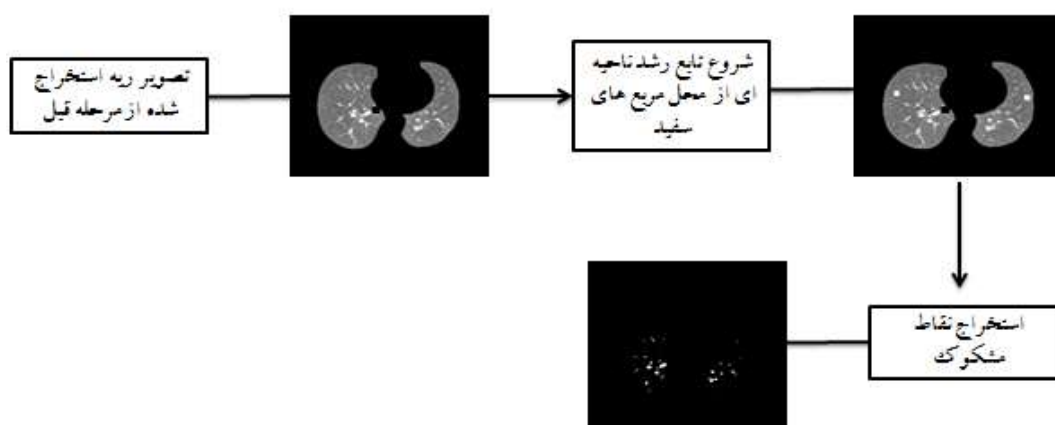 تصویر ریه استخراج
شده از مرحله قبل
شروع تابع رشد ناحیه
ای از محل مربع های
سفید
استخراج نقاط
مشکوک